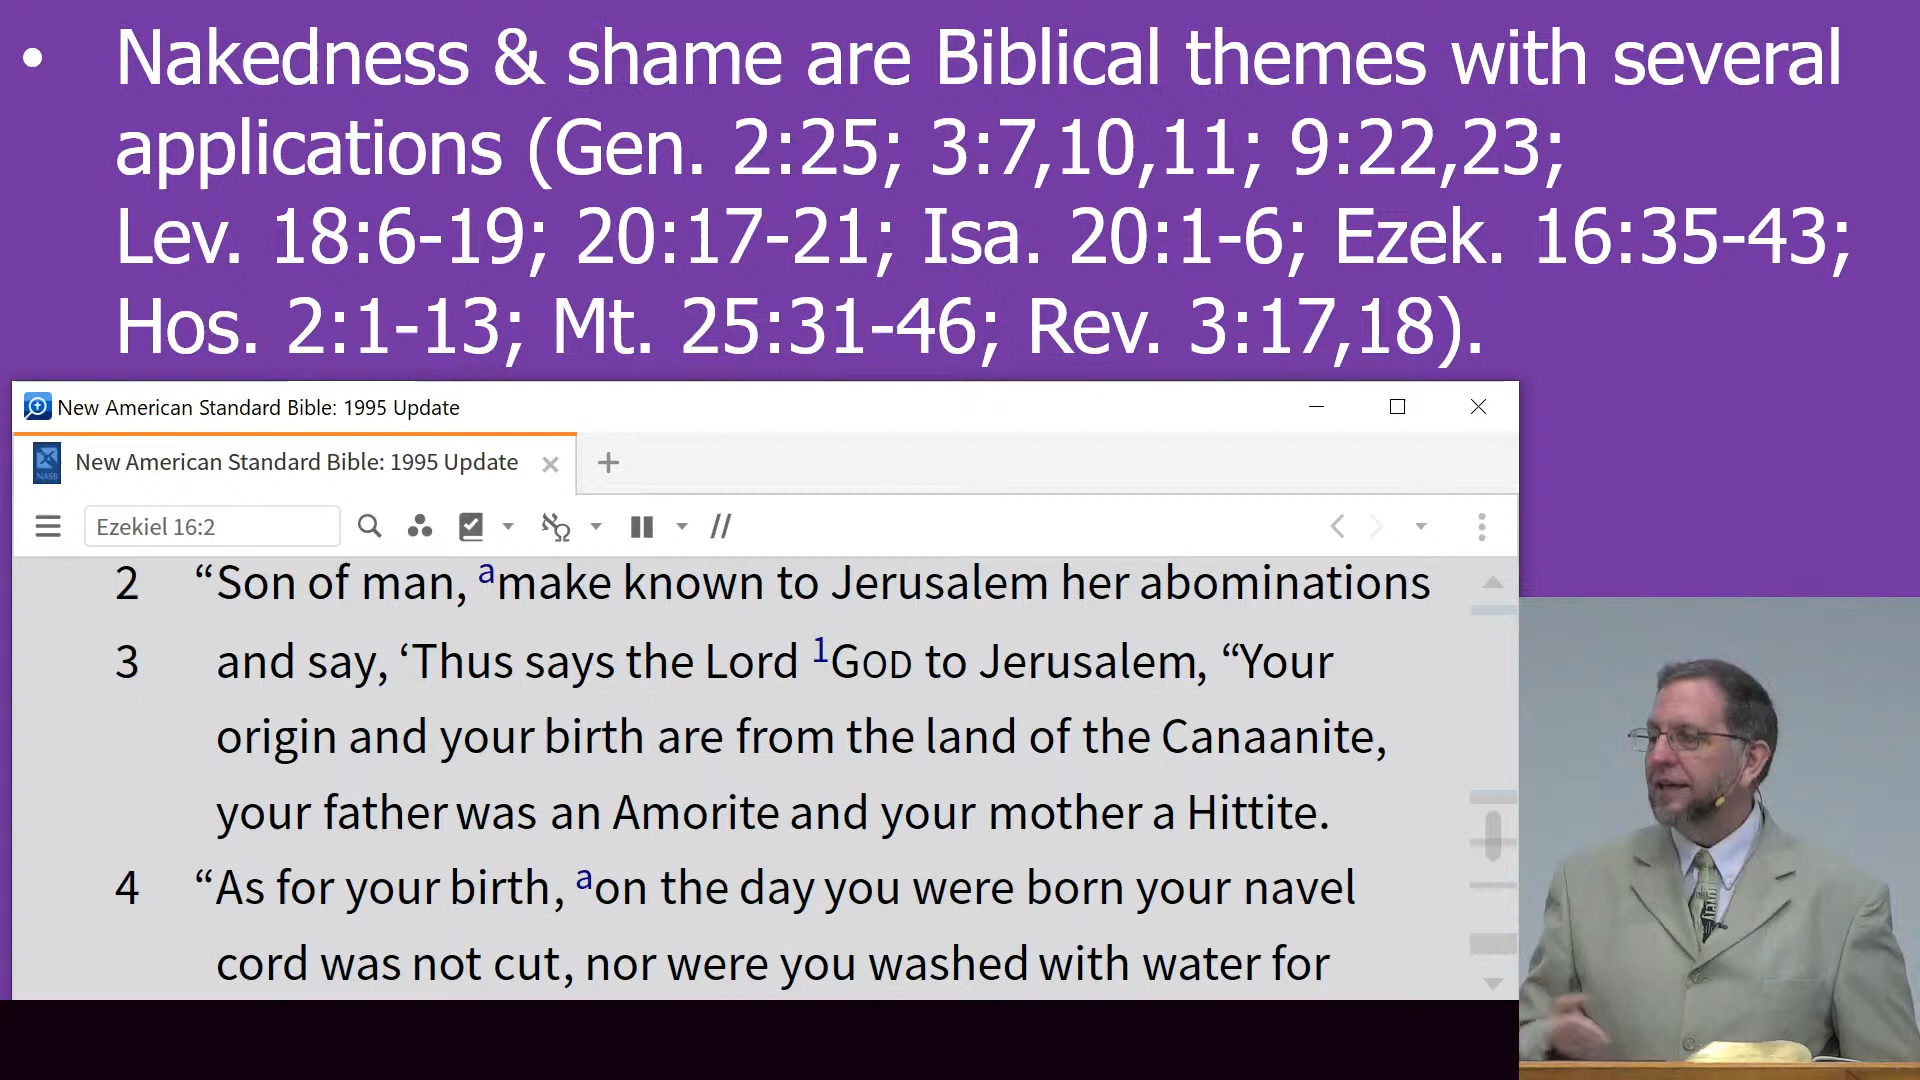 • Nakedness & shame are Biblical themes with several
applications (Gen. 2:25; 3:7,10,11; 9:22,23;
Lev. 18:6-19; 20:17-21; Isa. 20:1-6; Ezek. 16:35-43;
Hos. 2:1-13; Mt. 25:31-46; Rev. 3:17,18).
New American Standard Bible: 1995 Update
NASB
New American Standard Bible: 1995 Update
Ezekiel 16:2
2 “Son of man, amake known to Jerusalem her abominations
3 and say, ‘Thus says the Lord 1GOD to Jerusalem, “Your
origin and your birth are from the land of the Canaanite,
your father was an Amorite and your mother a Hittite.
4 “As for your birth, aon the day you were born your navel
cord was not cut, nor were you washed with water for